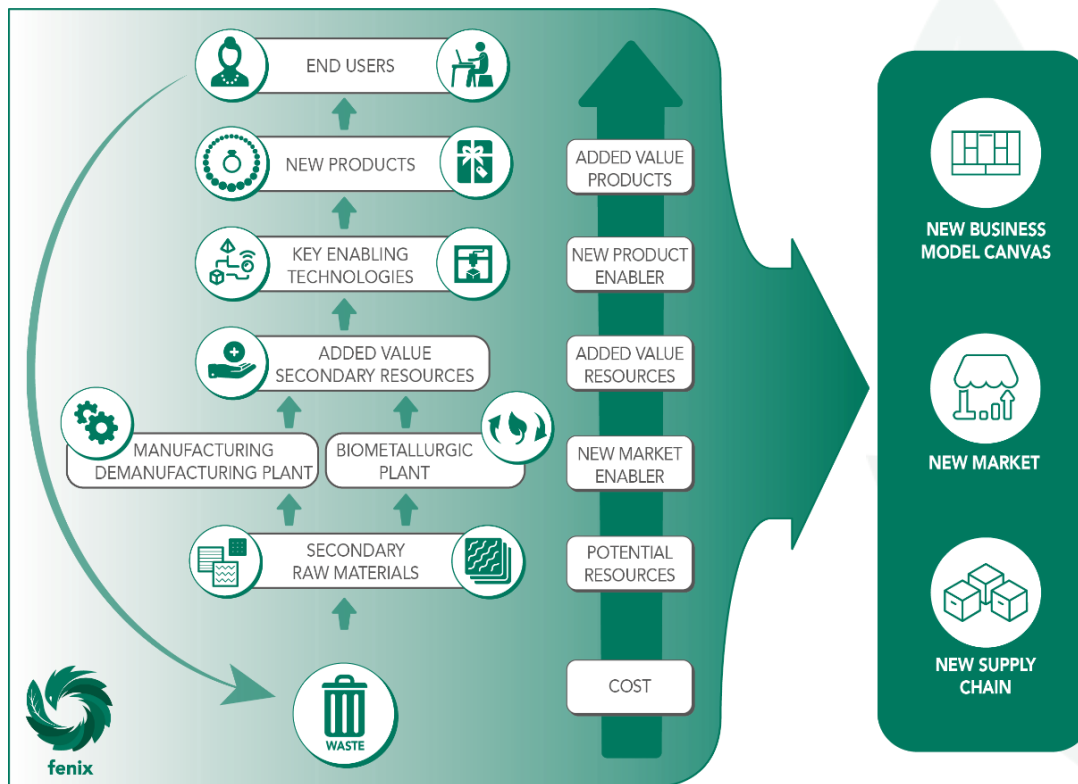 END USERS
NEW PRODUCTS
KEY ENABLING
TECHNOLOGIES
ADDED VALUE
SECONDARY RESOURCES
MANUFACTURING
DEMANUFACTURING PLANT
BIOMETALLURGIC
PLANT
SECONDARY
RAW MATERIALS
WASTE
fenix
ADDED VALUE
PRODUCTS
NEW PRODUCT
ENABLER
ADDED VALUE
RESOURCES
NEW MARKET
ENABLER
POTENTIAL
RESOURCES
COST
NEW BUSINESS
MODEL CANVAS
NEW MARKET
NEW SUPPLY
CHAIN